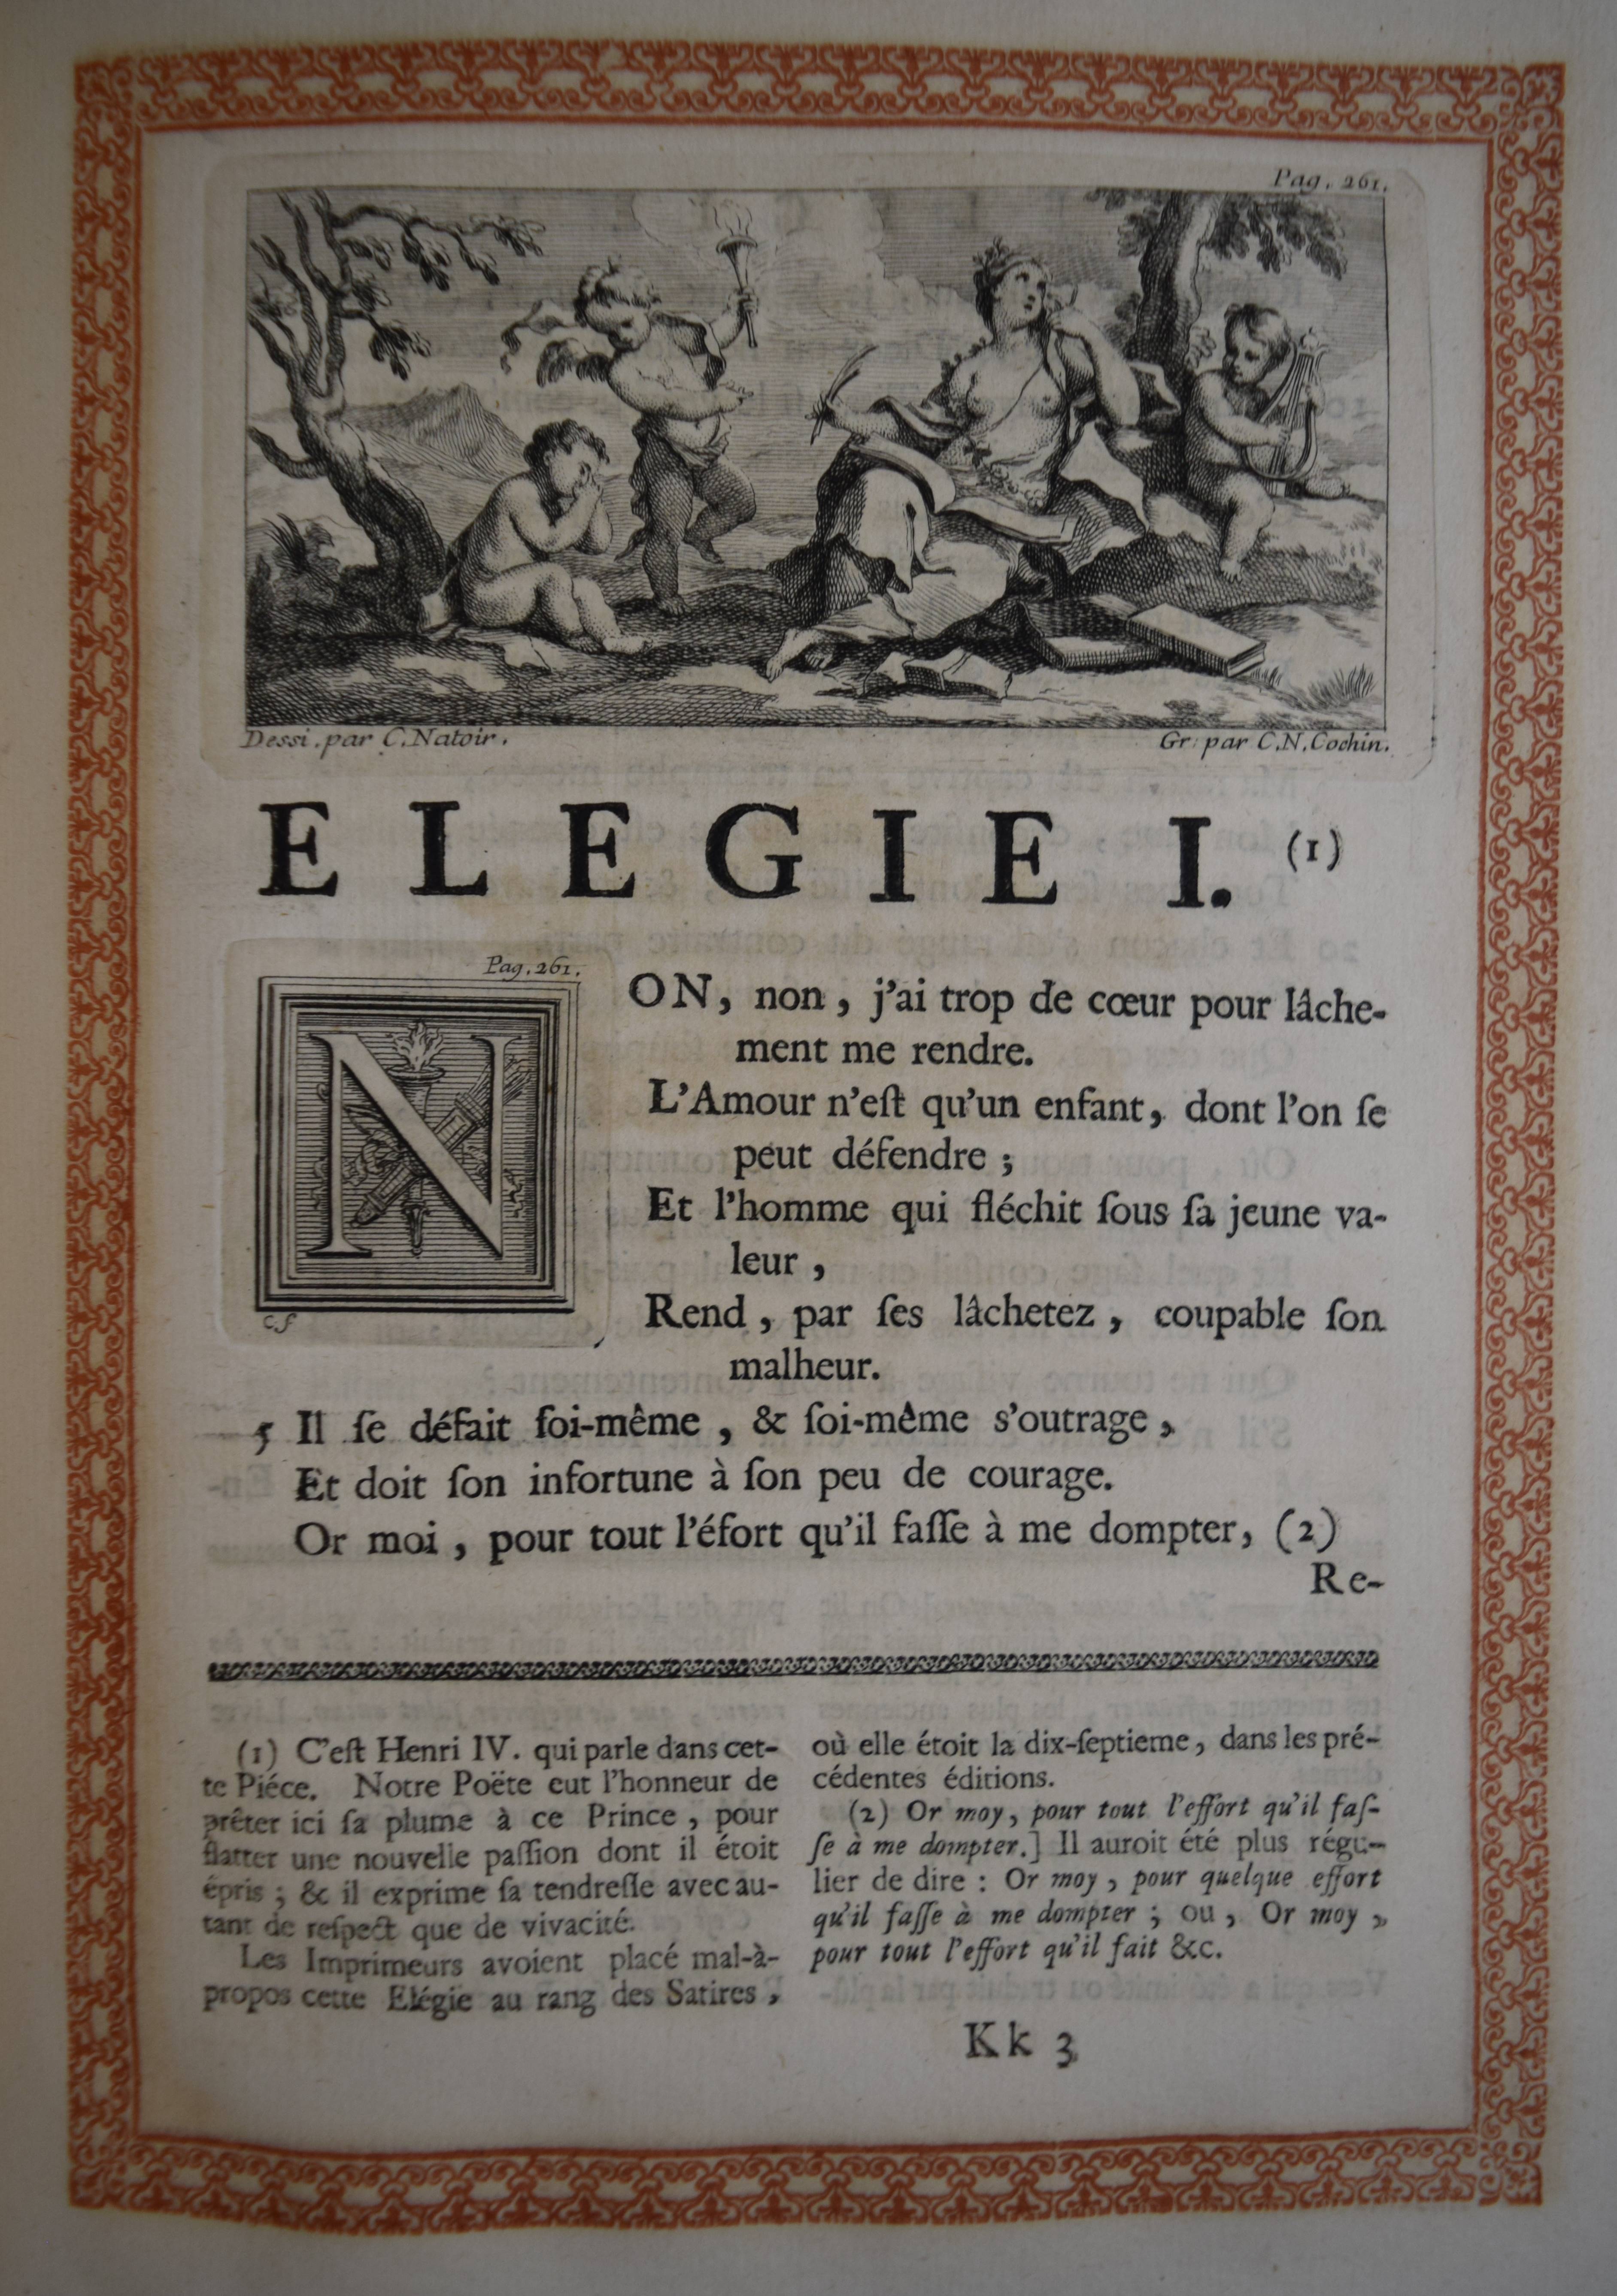 Pag. 261.
Dessi. par C. Natoir.
Gr. par C. N. Cochin.
ELEGIE I. (1)
Pag. 261.
N
ON, non, j'ai trop de cœur pour lâche-
ment me rendre.
L'Amour n'eſt qu'un enfant, dont l'on ſe
peut défendre ;
Et l'homme qui fléchit ſous ſa jeune va-
leur ,
Rend , par ſes lâchetez , coupable ſon
malheur.
5 Il ſe défait ſoi-même , & ſoi-même s'outrage ,
Et doit ſon infortune à ſon peu de courage.
Or moi , pour tout l'éfort qu'il faſſe à me dompter, (2)
Re-
(1) C'eſt Henri IV. qui parle dans cet-
te Piéce. Notre Poëte eut l'honneur de
prêter ici ſa plume à ce Prince , pour
flatter une nouvelle paſſion dont il étoit
épris ; & il exprime ſa tendreſſe avec au-
tant de reſpect que de vivacité.
Les Imprimeurs avoient placé mal-à-
propos cette Elégie au rang des Satires ,
où elle étoit la dix-ſeptieme, dans les pré-
cédentes éditions.
(2) Or moy, pour tout l'effort qu'il faſ-
ſe à me dompter.] Il auroit été plus régu-
lier de dire : Or moy , pour quelque effort
qu'il faſſe à me dompter ; ou , Or moy ,
pour tout l'effort qu'il fait &c.
Kk 3